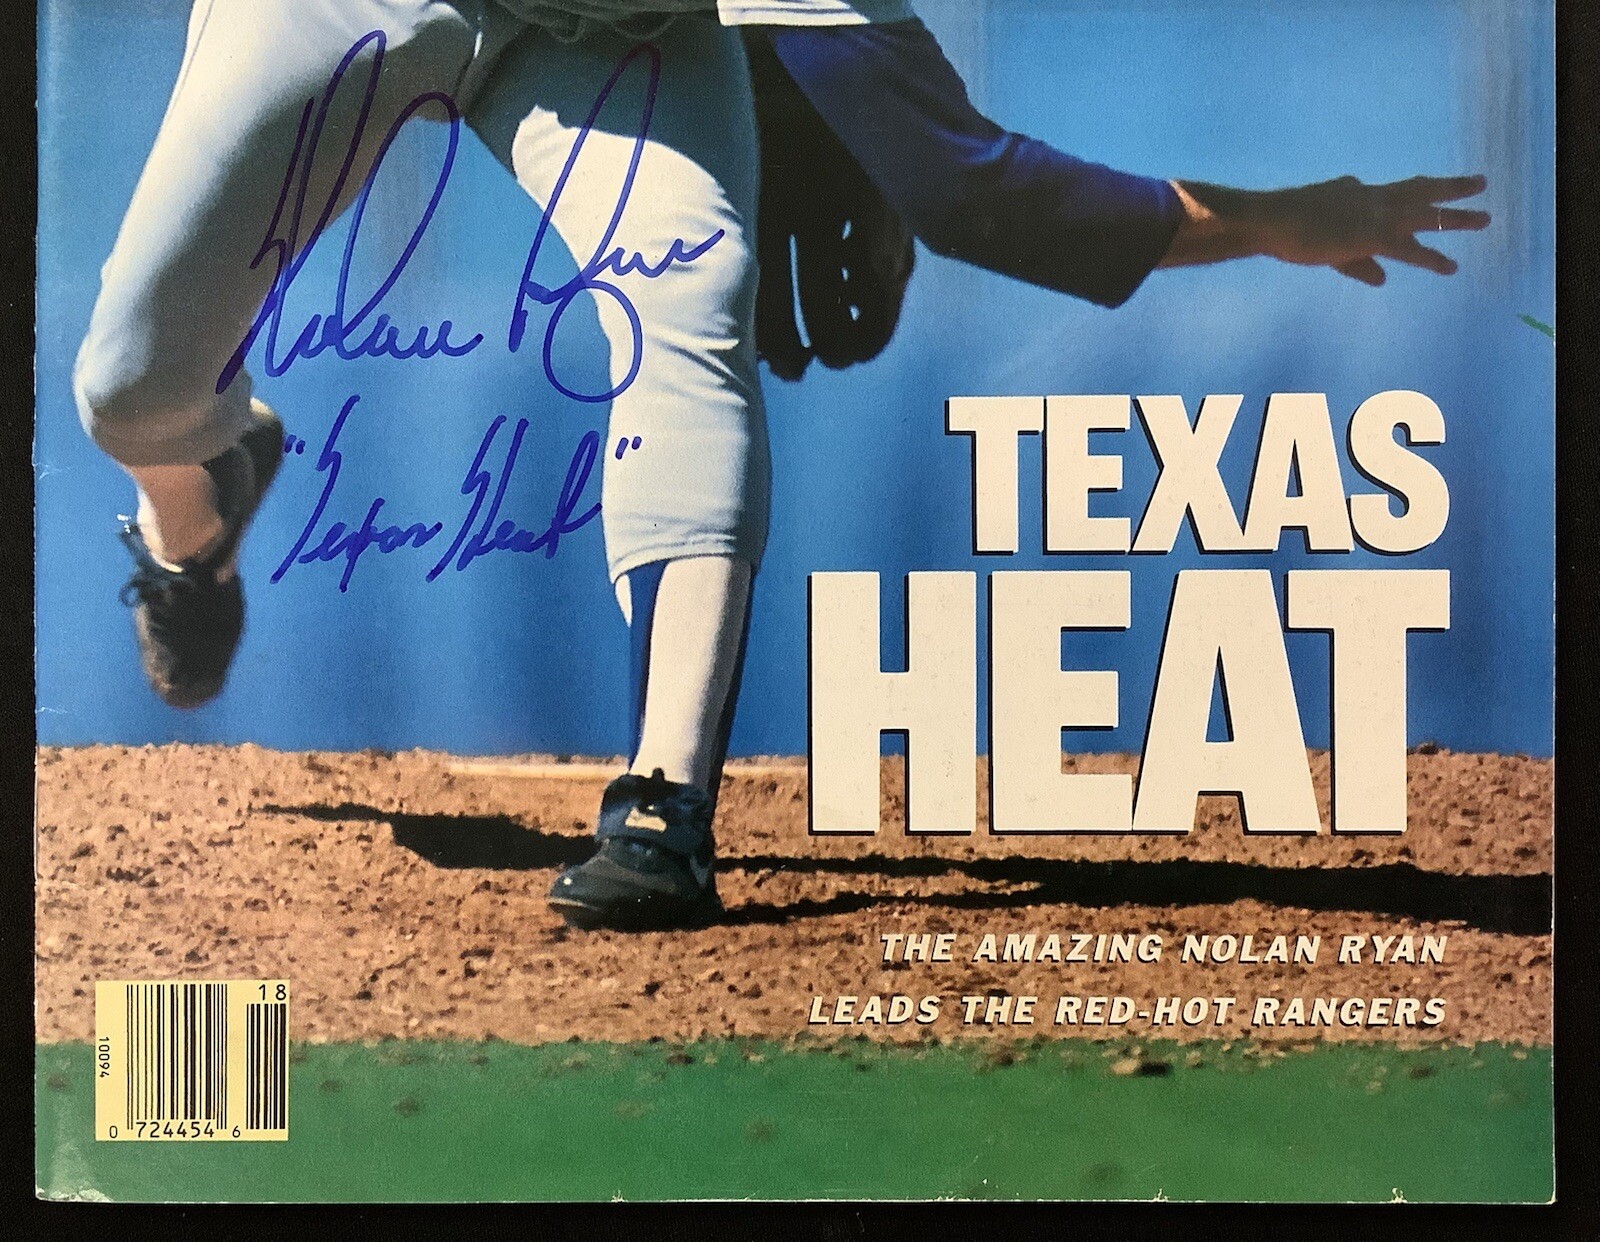 Nolan Ryan
"Texas Heat"
TEXAS
HEAT
THE AMAZING NOLAN RYAN
LEADS THE RED-HOT RANGERS
18
10094
0 724454 6